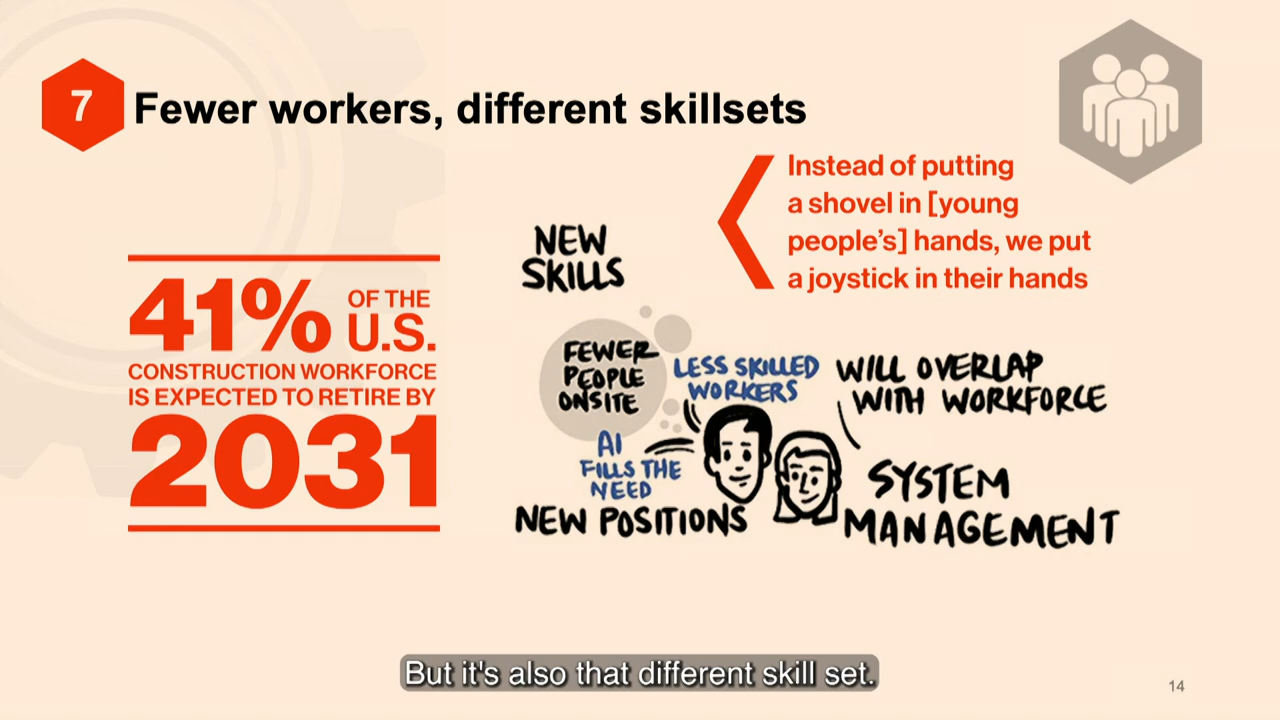 7
Fewer workers, different skillsets
Instead of putting
a shovel in [young
people’s] hands, we put
a joystick in their hands
41% OF THE
U.S.
CONSTRUCTION WORKFORCE
IS EXPECTED TO RETIRE BY
2031
NEW
SKILLS
FEWER
PEOPLE
ONSITE
LESS SKILLED
WORKERS
WILL OVERLAP
WITH WORKFORCE
AI
FILLS THE
NEED
NEW POSITIONS
SYSTEM
MANAGEMENT
But it's also that different skill set.
14